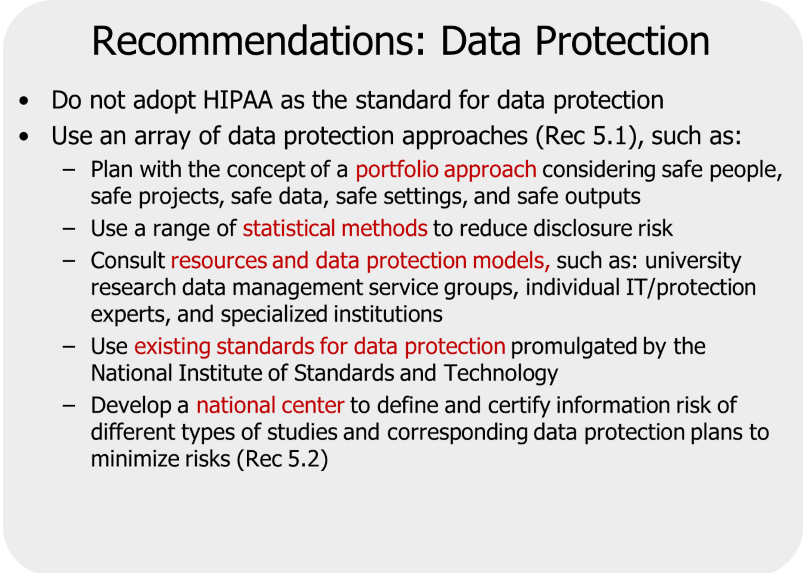 Recommendations: Data Protection
• Do not adopt HIPAA as the standard for data protection
• Use an array of data protection approaches (Rec 5.1), such as:
– Plan with the concept of a portfolio approach considering safe people,
safe projects, safe data, safe settings, and safe outputs
– Use a range of statistical methods to reduce disclosure risk
– Consult resources and data protection models, such as: university
research data management service groups, individual IT/protection
experts, and specialized institutions
– Use existing standards for data protection promulgated by the
National Institute of Standards and Technology
– Develop a national center to define and certify information risk of
different types of studies and corresponding data protection plans to
minimize risks (Rec 5.2)